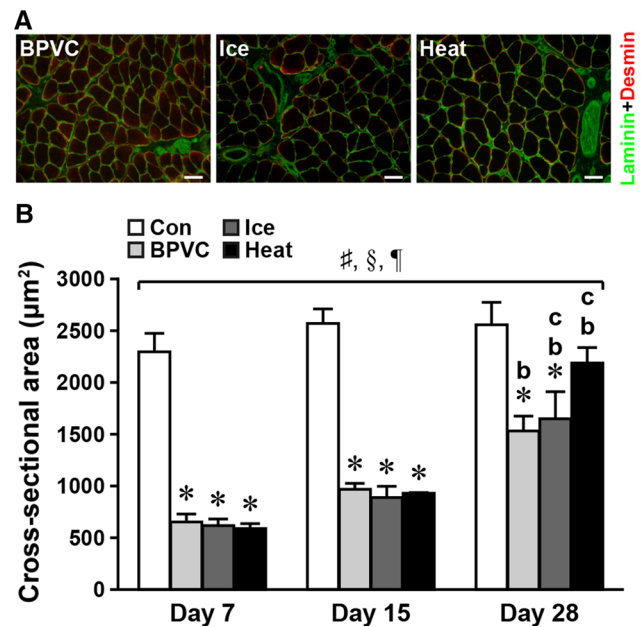 A
BPVC Ice Heat
Laminin+Desmin
B
Con Ice
BPVC Heat
♯, §, ¶
Cross-sectional area (μm²)
3000
2500
2000
1500
1000
500
0
* * *
* * *
b
*
c
b
*
c
b
Day 7 Day 15 Day 28